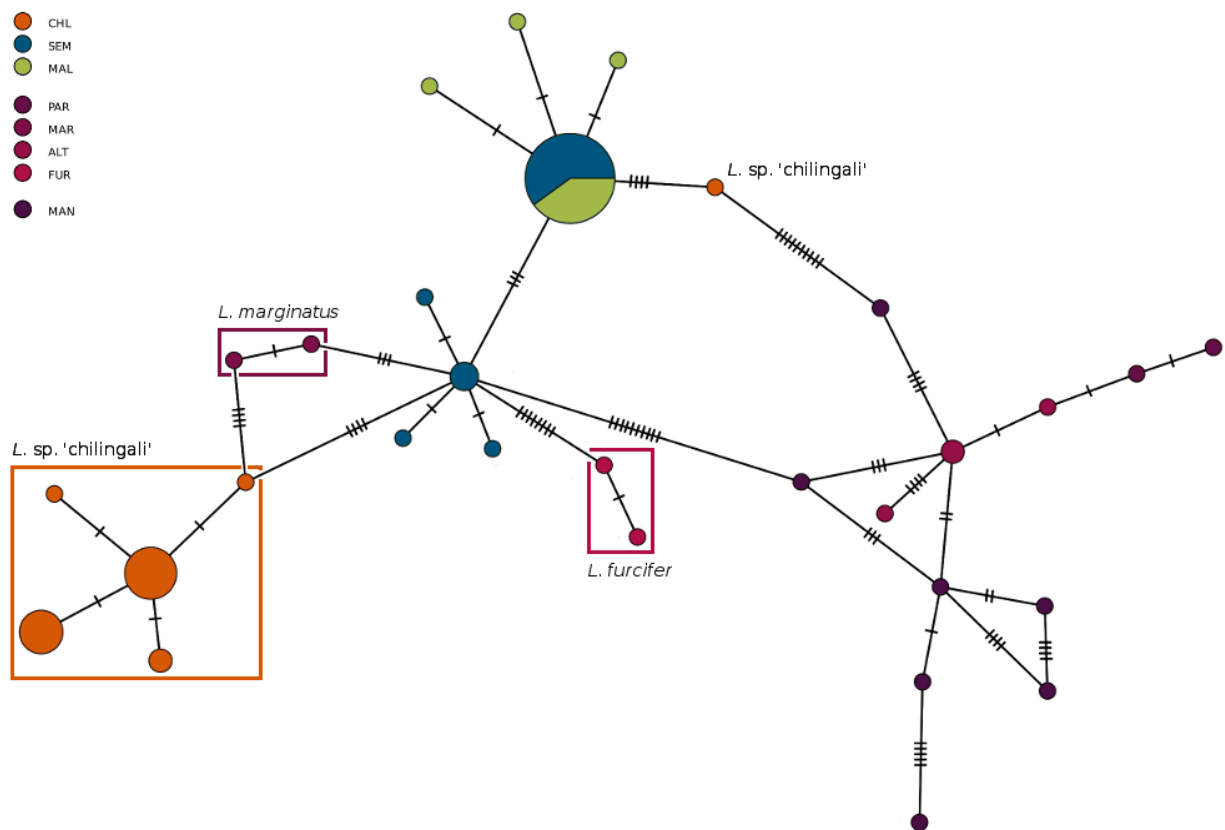 CHL
SEM
MAL
PAR
MAR
ALT
FUR
MAN
L. sp. 'chilingali'
L. marginatus
L. sp. 'chilingali'
L. furcifer